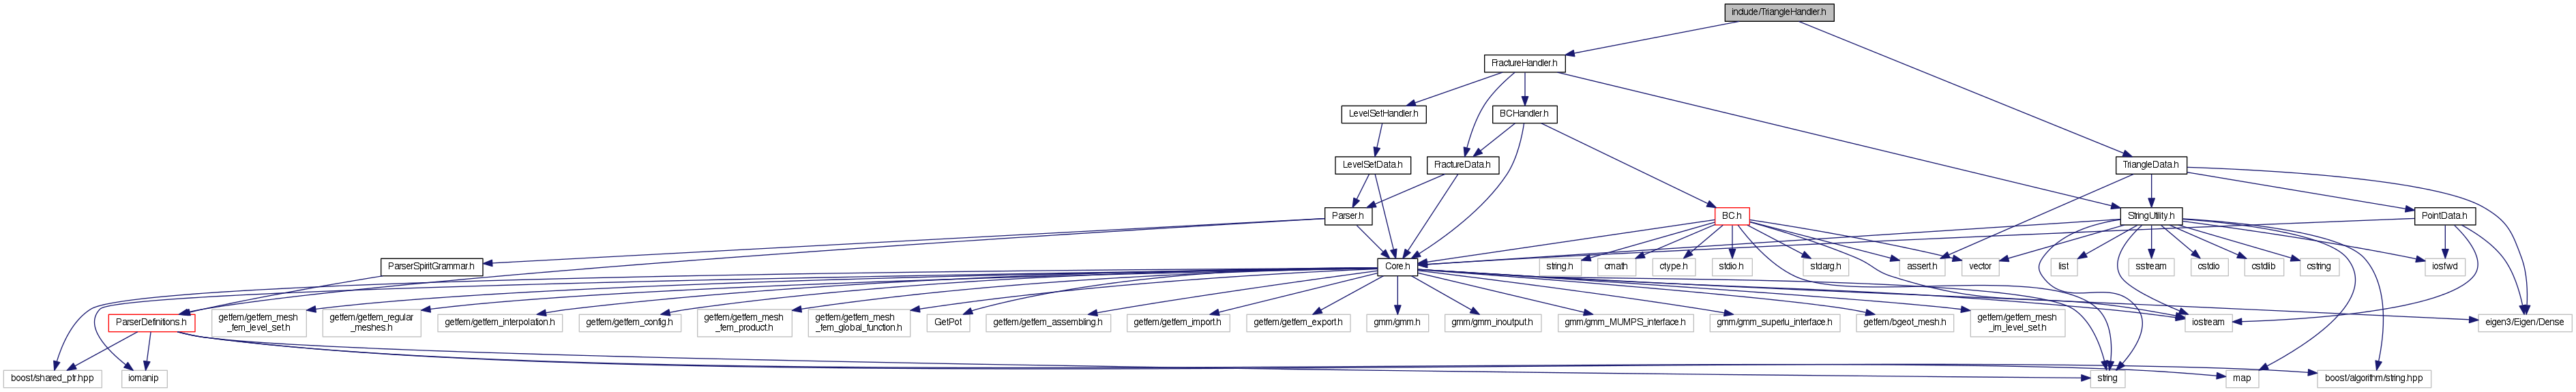 include/TriangleHandler.h
FractureHandler.h
LevelSetHandler.h
BCHandler.h
LevelSetData.h
FractureData.h
TriangleData.h
Parser.h
BC.h
StringUtility.h
PointData.h
ParserSpiritGrammar.h
Core.h
string.h
cmath
ctype.h
stdio.h
stdarg.h
assert.h
vector
list
sstream
cstdio
cstdlib
cstring
iosfwd
ParserDefinitions.h
getfem/getfem_mesh
_fem_level_set.h
getfem/getfem_regular
_meshes.h
getfem/getfem_interpolation.h
getfem/getfem_config.h
getfem/getfem_mesh
_fem_product.h
getfem/getfem_mesh
_fem_global_function.h
GetPot
getfem/getfem_assembling.h
getfem/getfem_import.h
getfem/getfem_export.h
gmm/gmm.h
gmm/gmm_inoutput.h
gmm/gmm_MUMPS_interface.h
gmm/gmm_superlu_interface.h
getfem/bgeot_mesh.h
getfem/getfem_mesh
_im_level_set.h
iostream
eigen3/Eigen/Dense
boost/shared_ptr.hpp
iomanip
string
map
boost/algorithm/string.hpp